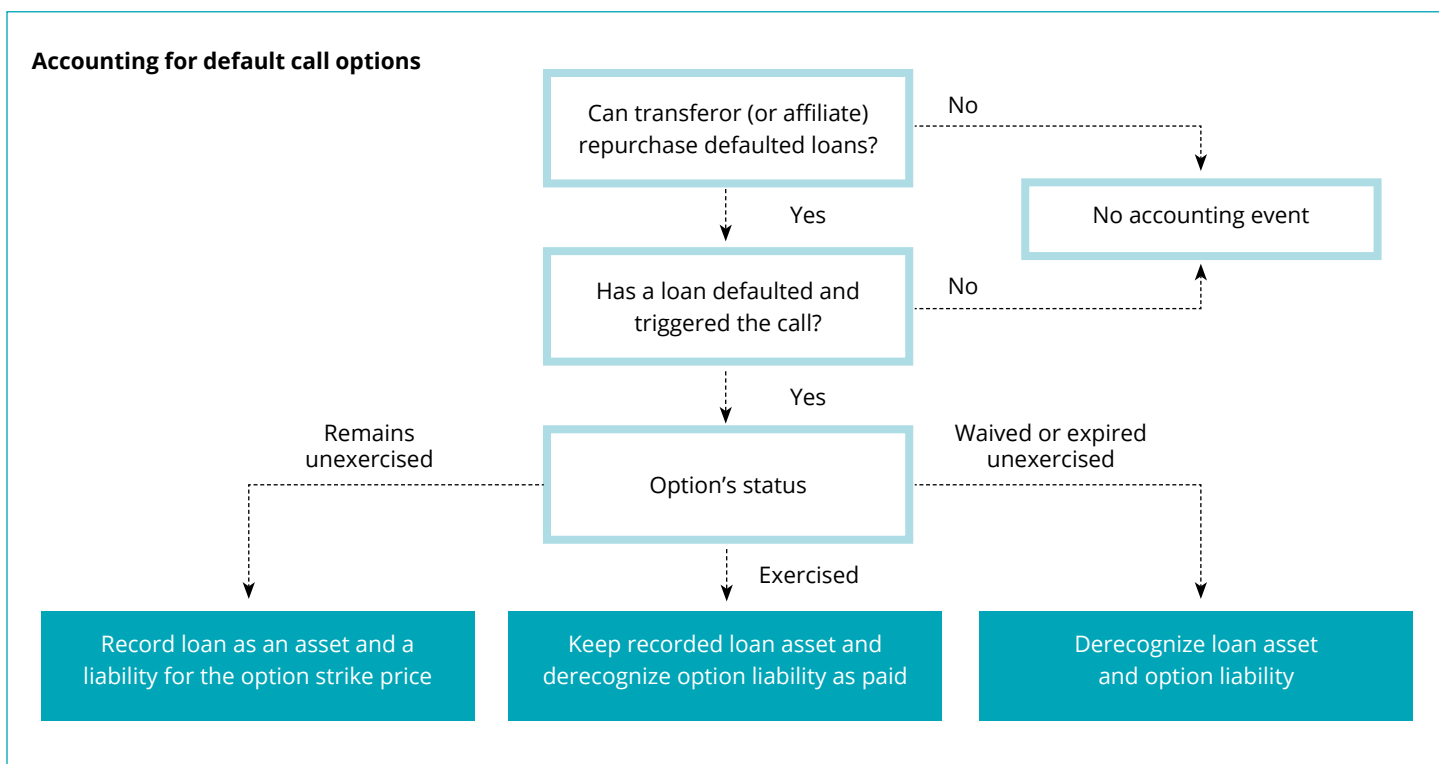 Accounting for default call options
Can transferor (or affiliate)
repurchase defaulted loans?
No
No accounting event
Yes
Has a loan defaulted and
triggered the call?
No
Yes
Remains
unexercised
Option's status
Waived or expired
unexercised
Exercised
Record loan as an asset and a
liability for the option strike price
Keep recorded loan asset and
derecognize option liability as paid
Derecognize loan asset
and option liability